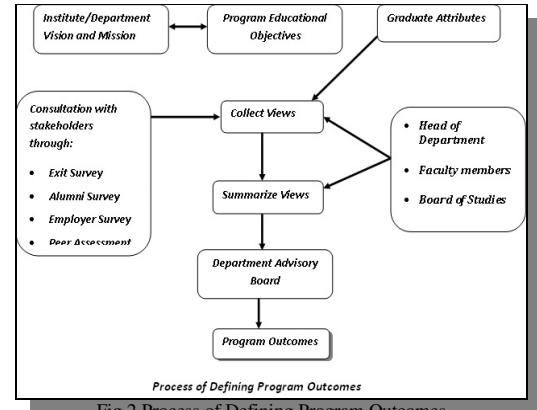 Institute/Department
Vision and Mission
Program Educational
Objectives
Graduate Attributes
Consultation with
stakeholders
through:
• Exit Survey
• Alumni Survey
• Employer Survey
• Peer Assessment
Collect Views
• Head of
Department
• Faculty members
• Board of Studies
Summarize Views
Department Advisory
Board
Program Outcomes
Process of Defining Program Outcomes
Fig 2 Process of Defining Program Outcomes